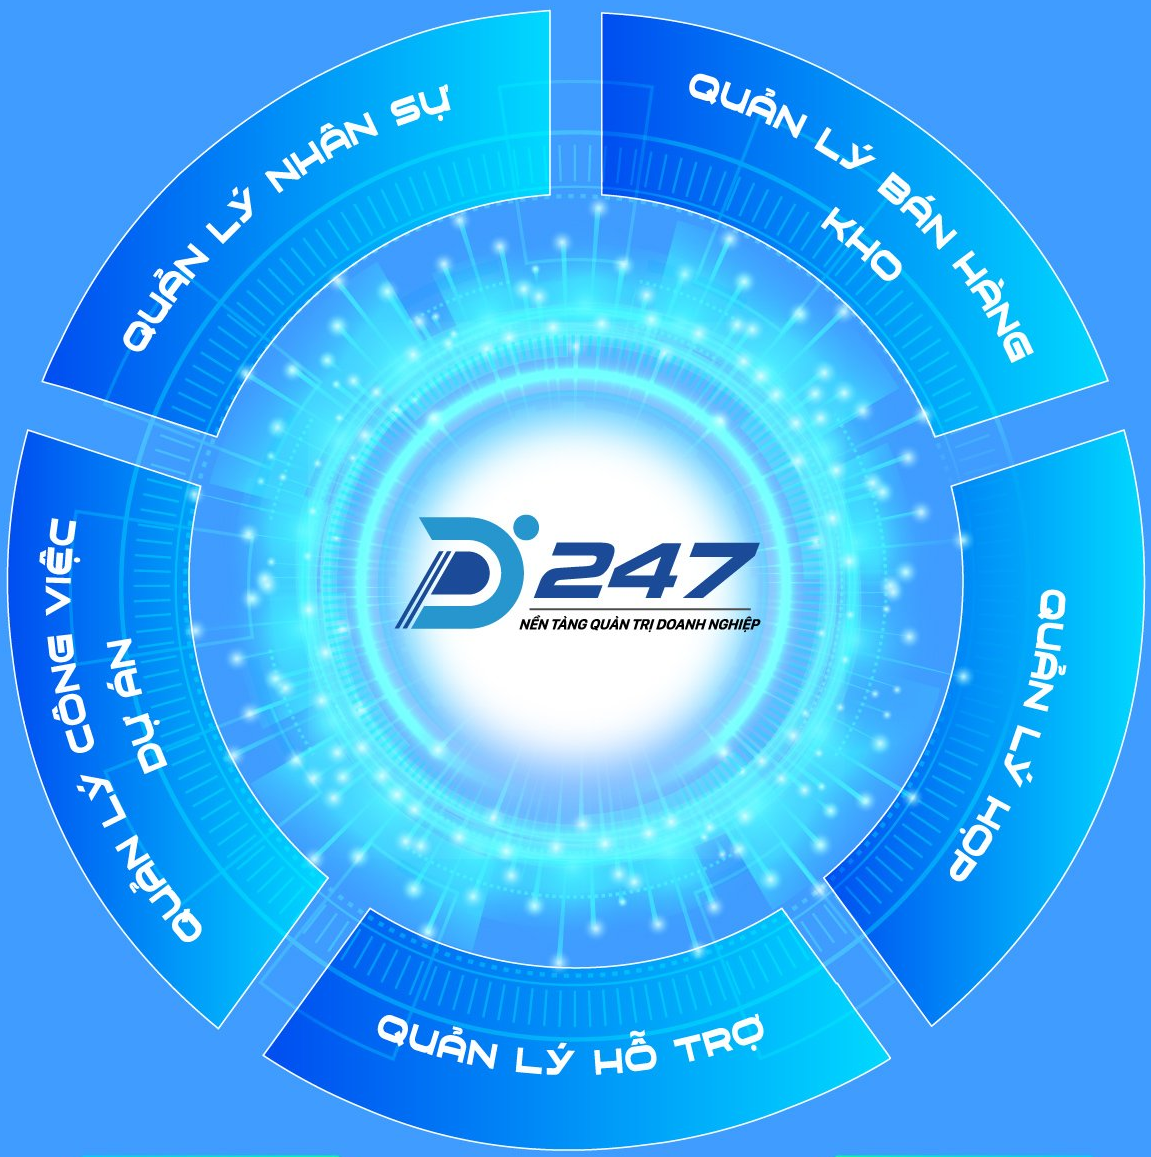 QUẢN LÝ NHÂN SỰ
QUẢN LÝ BÁN HÀNG
KHO
QUẢN LÝ CÔNG VIỆC
DỰ ÁN
247
NỀN TẢNG QUẢN TRỊ DOANH NGHIỆP
QUẢN LÝ HỌP
QUẢN LÝ HỖ TRỢ